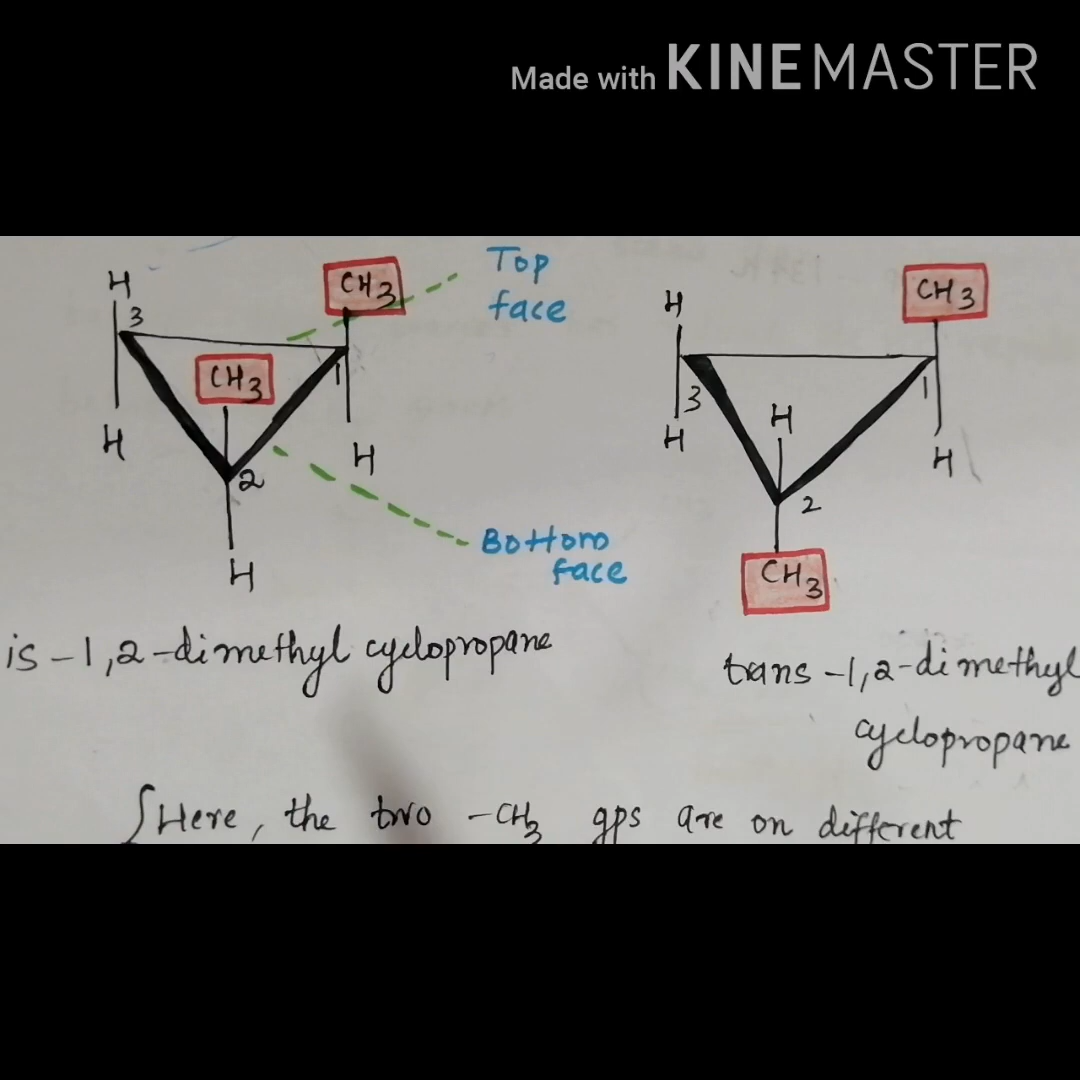 Made with KINEMASTER
H
3
CH3
Top
face
CH3
1
H
H
2
H
Bottom
face
H
CH3
3
H
H
1
H
2
CH3
is-1,2-dimethyl cyclopropane
trans-1,2-dimethyl
cyclopropane
Here, the two -CH3 gps are on different